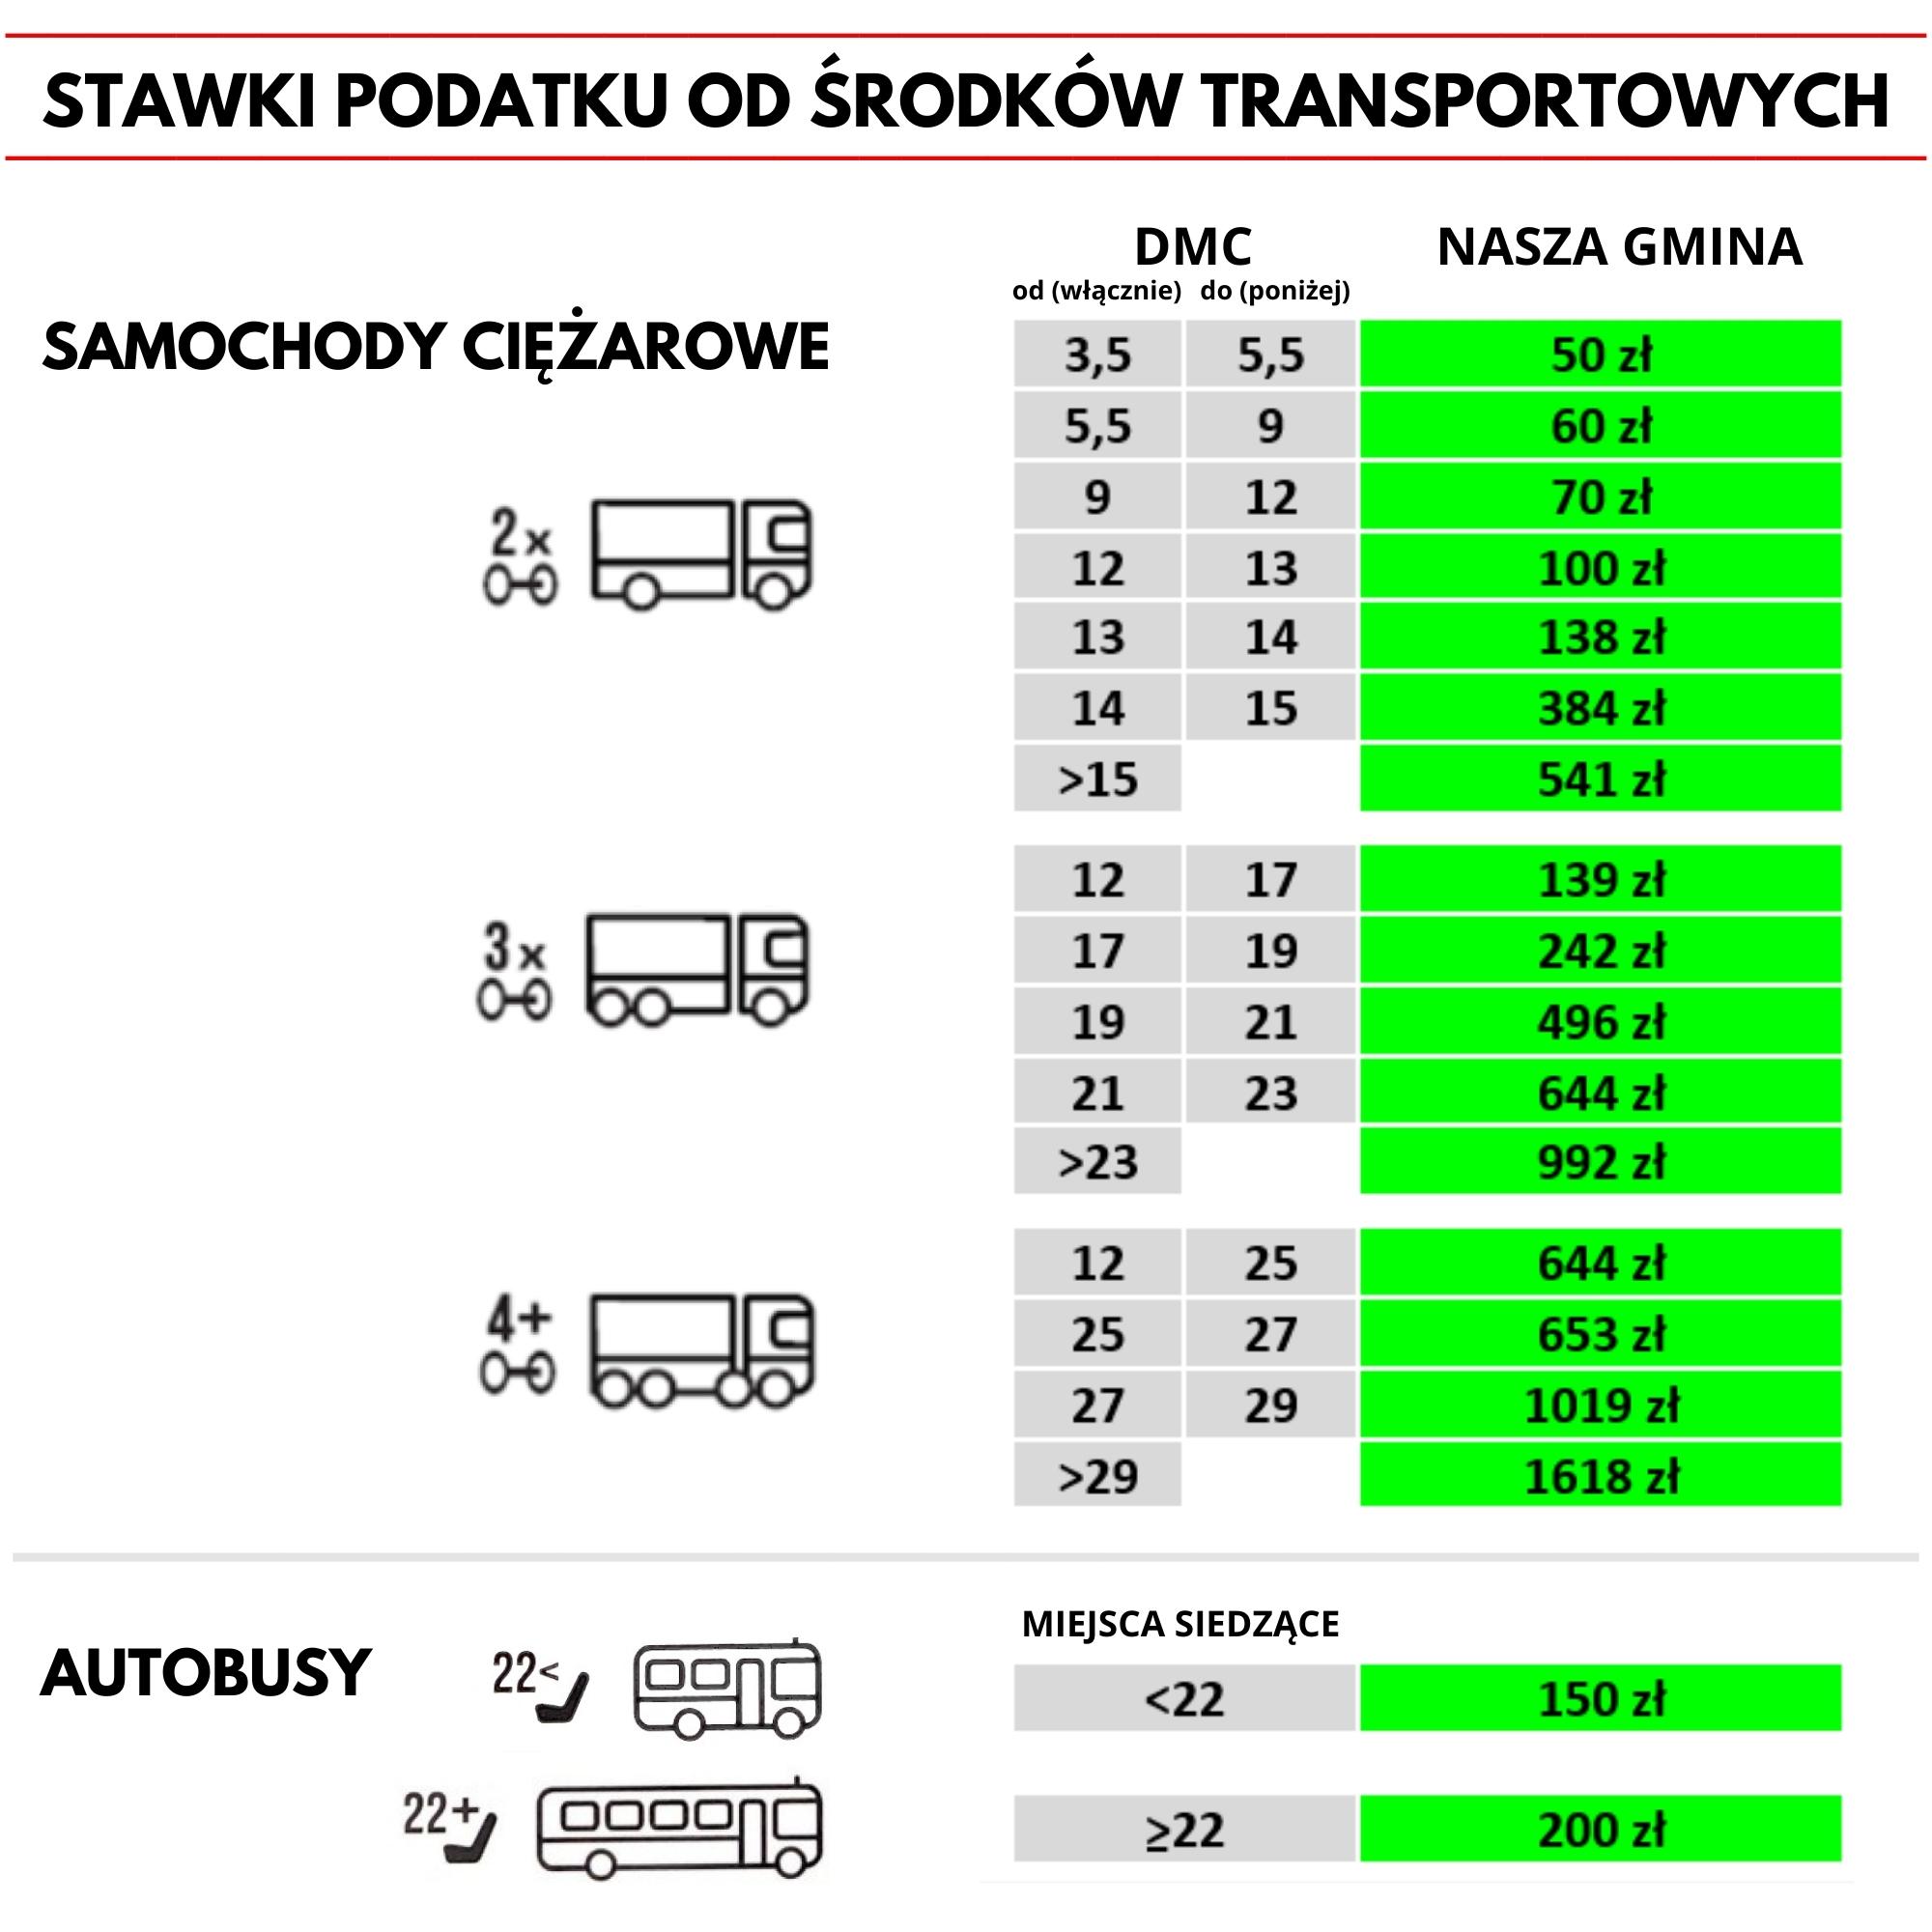 STAWKI PODATKU OD ŚRODKÓW TRANSPORTOWYCH
DMC NASZA GMINA
od (włącznie) do (poniżej)
SAMOCHODY CIĘŻAROWE
3,5 5,5 50 zł
5,5 9 60 zł
9 12 70 zł
2x
12 13 100 zł
13 14 138 zł
14 15 384 zł
>15 541 zł
12 17 139 zł
3x
17 19 242 zł
19 21 496 zł
21 23 644 zł
>23 992 zł
12 25 644 zł
4+
25 27 653 zł
27 29 1019 zł
>29 1618 zł
MIEJSCA SIEDZĄCE
AUTOBUSY
22<
<22 150 zł
22+
≥22 200 zł